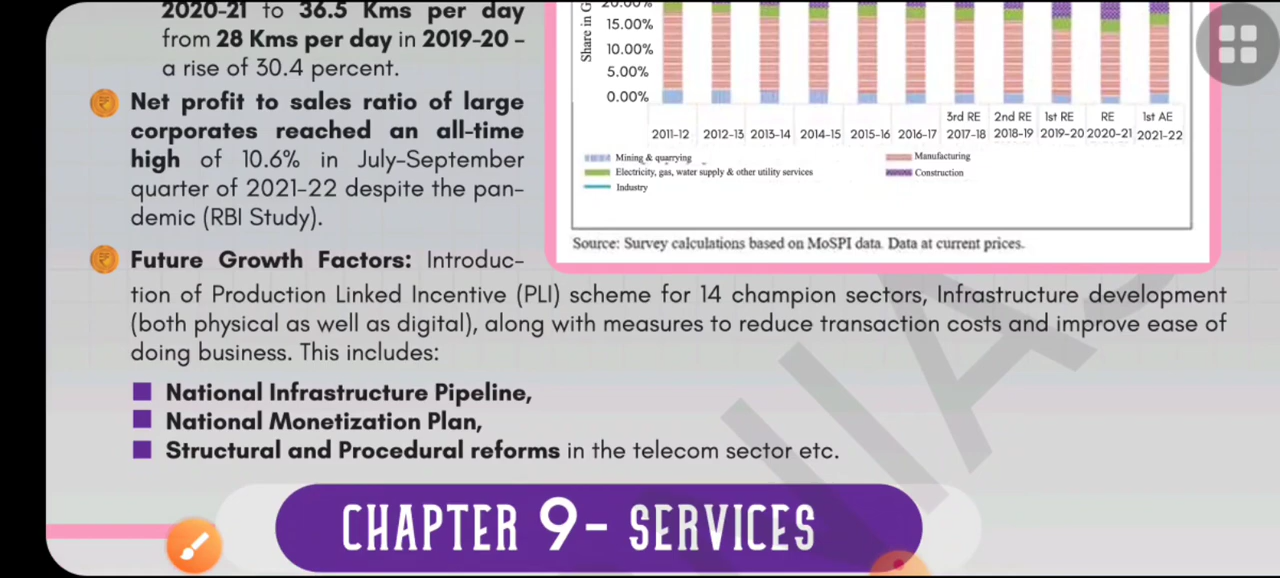 2020-21 to 36.5 Kms per day
from 28 Kms per day in 2019-20 –
a rise of 30.4 percent.
Net profit to sales ratio of large
corporates reached an all-time
high of 10.6% in July-September
quarter of 2021-22 despite the pan-
demic (RBI Study).
Future Growth Factors: Introduc-
tion of Production Linked Incentive (PLI) scheme for 14 champion sectors, Infrastructure development
(both physical as well as digital), along with measures to reduce transaction costs and improve ease of
doing business. This includes:
National Infrastructure Pipeline,
National Monetization Plan,
Structural and Procedural reforms in the telecom sector etc.
Share in G
20.00%
15.00%
10.00%
5.00%
0.00%
3rd RE 2nd RE 1st RE RE 1st AE
2011-12 2012-13 2013-14 2014-15 2015-16 2016-17 2017-18 2018-19 2019-20 2020-21 2021-22
Mining & quarrying
Manufacturing
Electricity, gas, water supply & other utility services
Construction
Industry
Source: Survey calculations based on MoSPI data. Data at current prices.
CHAPTER 9- SERVICES